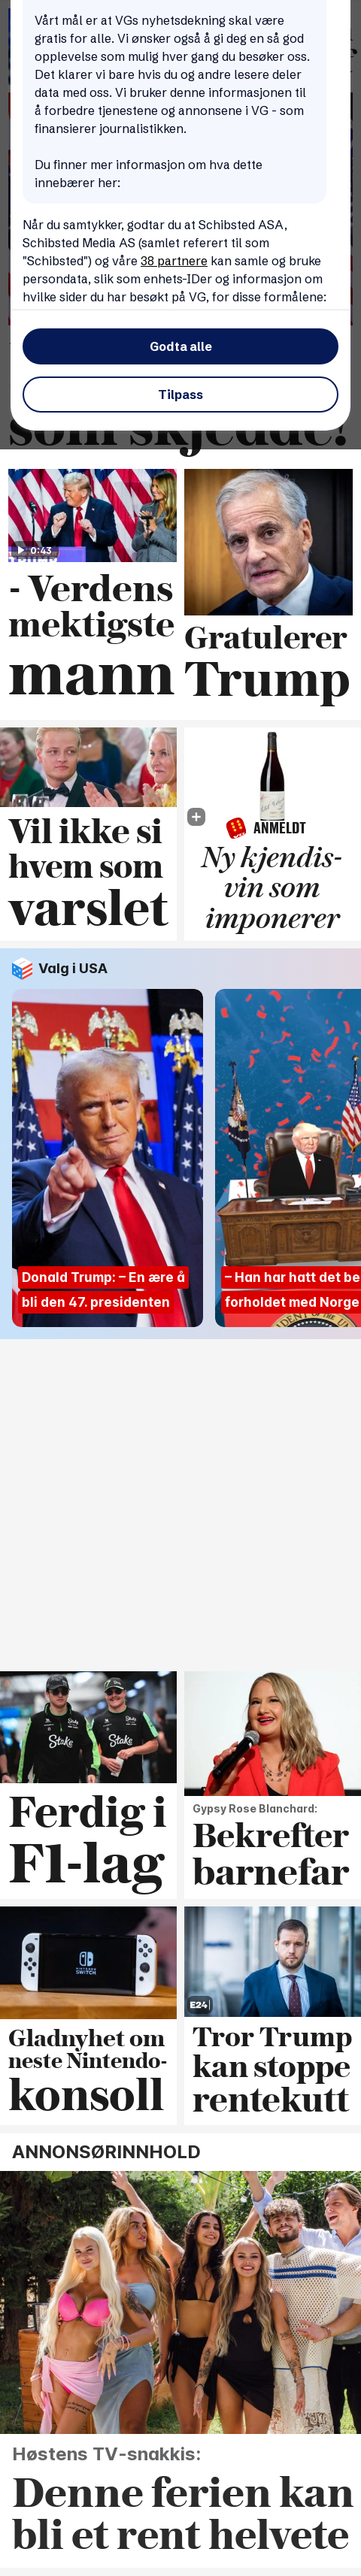 Vårt mål er at VGs nyhetsdekning skal være
gratis for alle. Vi ønsker også å gi deg en så god
opplevelse som mulig hver gang du besøker oss.
Det klarer vi bare hvis du og andre lesere deler
data med oss. Vi bruker denne informasjonen til
å forbedre tjenestene og annonsene i VG - som
finansierer journalistikken.
Du finner mer informasjon om hva dette
innebærer her:
Når du samtykker, godtar du at Schibsted ASA,
Schibsted Media AS (samlet referert til som
"Schibsted") og våre 38 partnere kan samle og bruke
persondata, slik som enhets-IDer og informasjon om
hvilke sider du har besøkt på VG, for disse formålene:
Godta alle
Tilpass
som skjedde!
0:43
- Verdens
mektigste
mann
Gratulerer
Trump
Vil ikke si
hvem som
varslet
ANMELDT
Ny kjendis-
vin som
imponerer
Valg i USA
Donald Trump: – En ære å
bli den 47. presidenten
– Han har hatt det be
forholdet med Norge
Stake
Stake
Ferdig i
F1-lag
Gypsy Rose Blanchard:
Bekrefter
barnefar
NINTENDO
SWITCH
Gladnyhet om
neste Nintendo-
konsoll
E24
Tror Trump
kan stoppe
rentekutt
ANNONSØRINNHOLD
Høstens TV-snakkis:
Denne ferien kan
bli et rent helvete